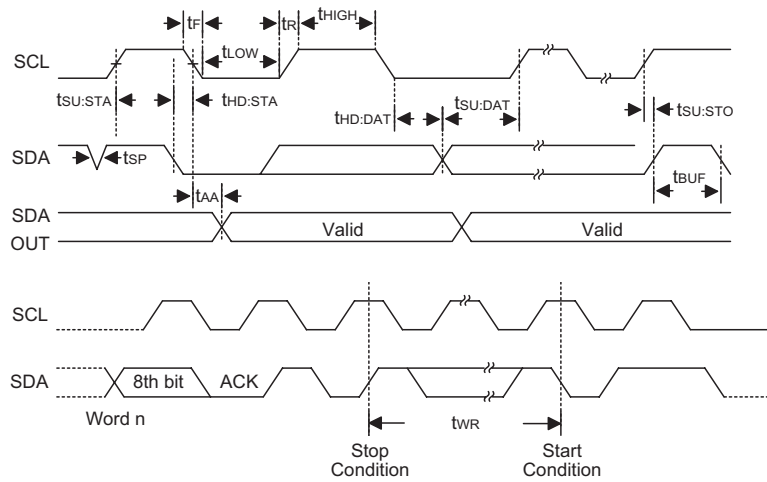 tF
tR
tHIGH
SCL
tLOW
tSU:STA
tHD:STA
tHD:DAT
tSU:DAT
tSU:STO
SDA
tSP
tBUF
tAA
SDA
OUT
Valid
Valid
SCL
SDA
8th bit
ACK
Word n
tWR
Stop
Condition
Start
Condition